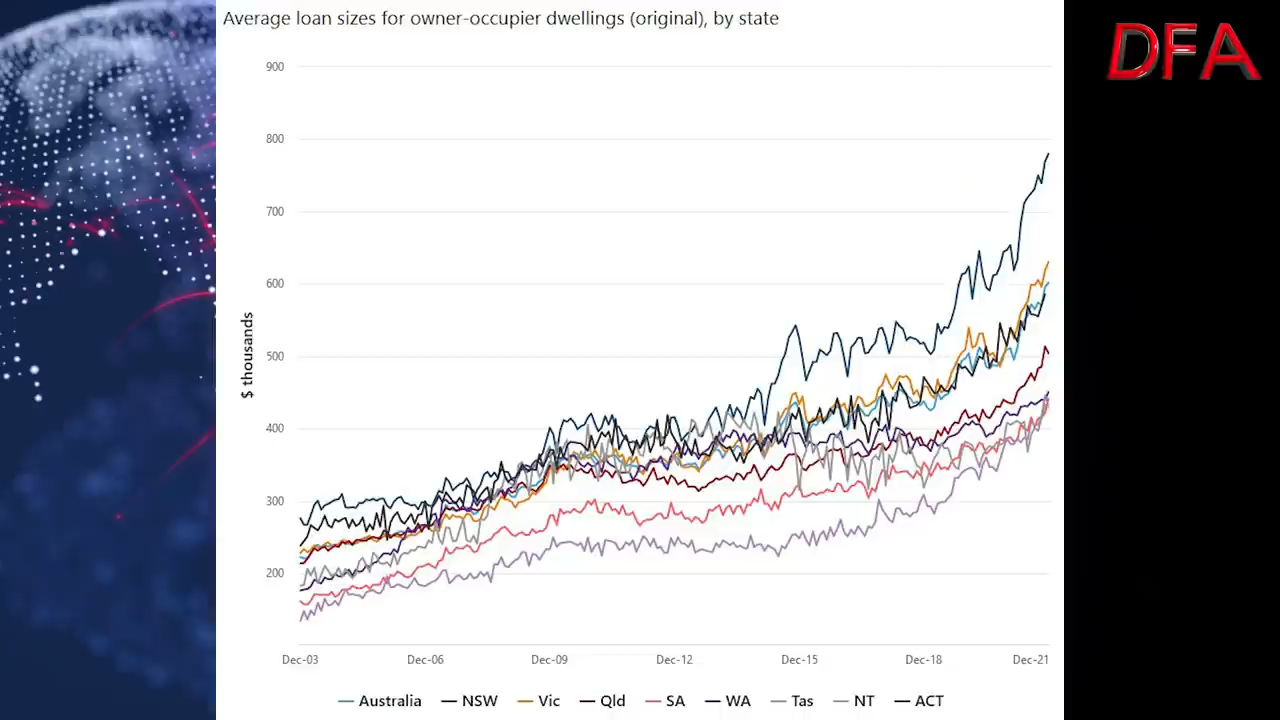 Average loan sizes for owner-occupier dwellings (original), by state
DFA
900
800
700
600
500
400
300
200
$ thousands
Dec-03 Dec-06 Dec-09 Dec-12 Dec-15 Dec-18 Dec-21
Australia NSW Vic Qld SA WA Tas NT ACT